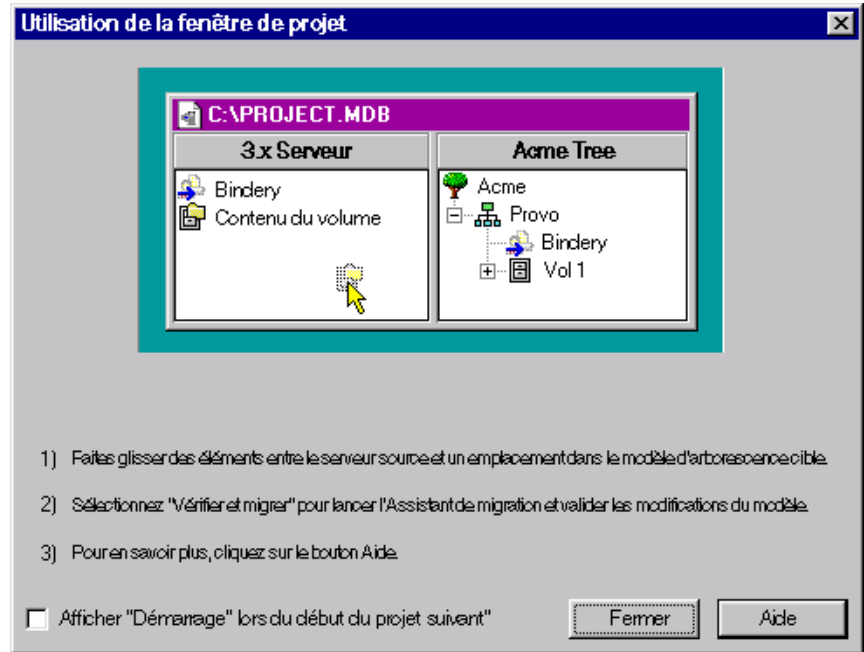 Utilisation de la fenêtre de projet
C:\PROJECT.MDB
3.x Serveur
Acme Tree
Bindery
Contenu du volume
Acme
Provo
Bindery
Vol 1
1) Faites glisser des éléments entre le serveur source et un emplacement dans le modèle d'arborescence cible.
2) Sélectionnez "Vérifier et migrer" pour lancer l'Assistant de migration et valider les modifications du modèle.
3) Pour en savoir plus, cliquez sur le bouton Aide.
Afficher "Démarrage" lors du début du projet suivant"
Fermer
Aide